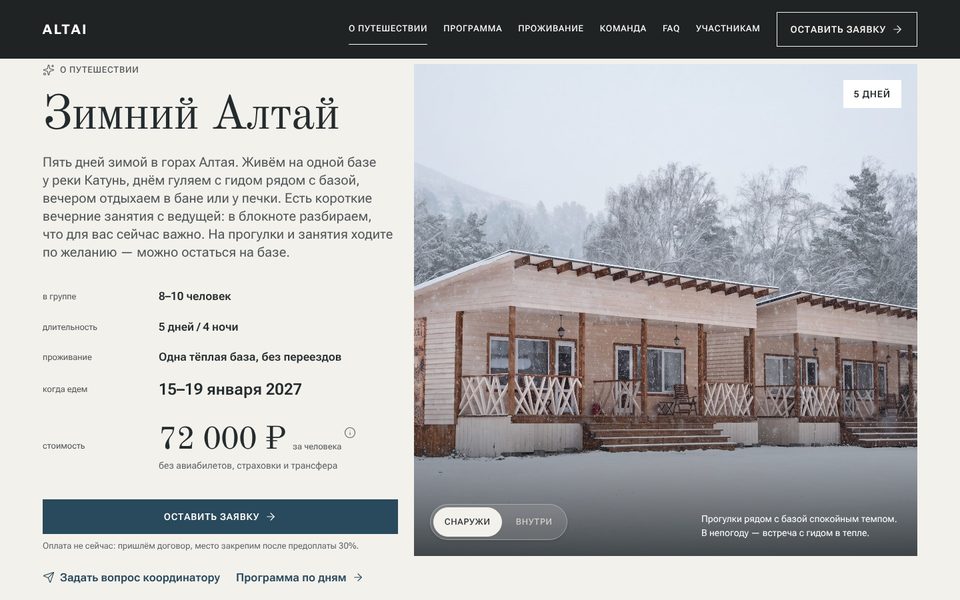 ALTAI
О ПУТЕШЕСТВИИ ПРОГРАММА ПРОЖИВАНИЕ КОМАНДА FAQ УЧАСТНИКАМ ОСТАВИТЬ ЗАЯВКУ →
О ПУТЕШЕСТВИИ
Зимний Алтай
Пять дней зимой в горах Алтая. Живём на одной базе
у реки Катунь, днём гуляем с гидом рядом с базой,
вечером отдыхаем в бане или у печки. Есть короткие
вечерние занятия с ведущей: в блокноте разбираем,
что для вас сейчас важно. На прогулки и занятия ходите
по желанию — можно остаться на базе.
в группе 8–10 человек
длительность 5 дней / 4 ночи
проживание Одна тёплая база, без переездов
когда едем 15–19 января 2027
стоимость 72 000 ₽ за человека
без авиабилетов, страховки и трансфера
ОСТАВИТЬ ЗАЯВКУ →
Оплата не сейчас: пришлём договор, место закрепим после предоплаты 30%.
Задать вопрос координатору Программа по дням →
5 ДНЕЙ
СНАРУЖИ ВНУТРИ
Прогулки рядом с базой спокойным темпом.
В непогоду — встреча с гидом в тепле.